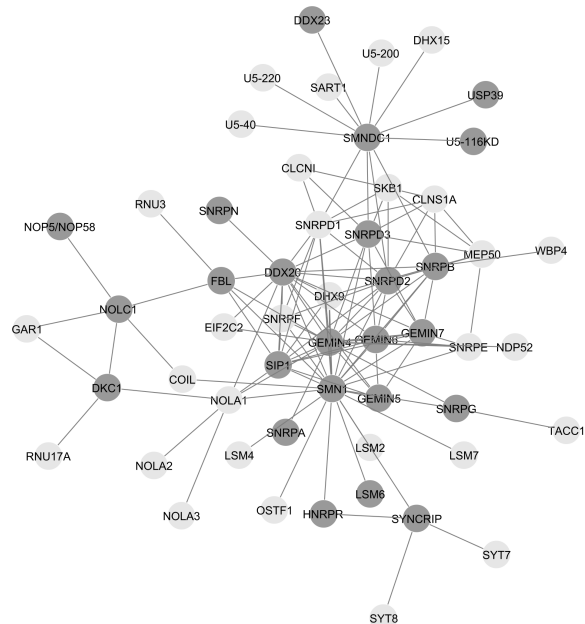 DDX23
DHX15
U5-200
U5-220
SART1
USP39
U5-40
SMNDC1
U5-116KD
CLCNI
SKB1
CLNS1A
RNU3
SNRPN
SNRPD1
SNRPD3
NOP5/NOP58
MEP50
WBP4
DDX20
SNRPB
FBL
SNRPD2
DHX9
NOLC1
SNRPF
EIF2C2
GEMIN7
GAR1
GEMIN4
GEMIN6
SNRPE
NDP52
SIP1
COIL
DKC1
SMN1
NOLA1
GEMIN5
SNRPG
SNRPA
TACC1
RNU17A
LSM2
NOLA2
LSM4
LSM7
LSM6
OSTF1
NOLA3
HNRPR
SYNCRIP
SYT7
SYT8